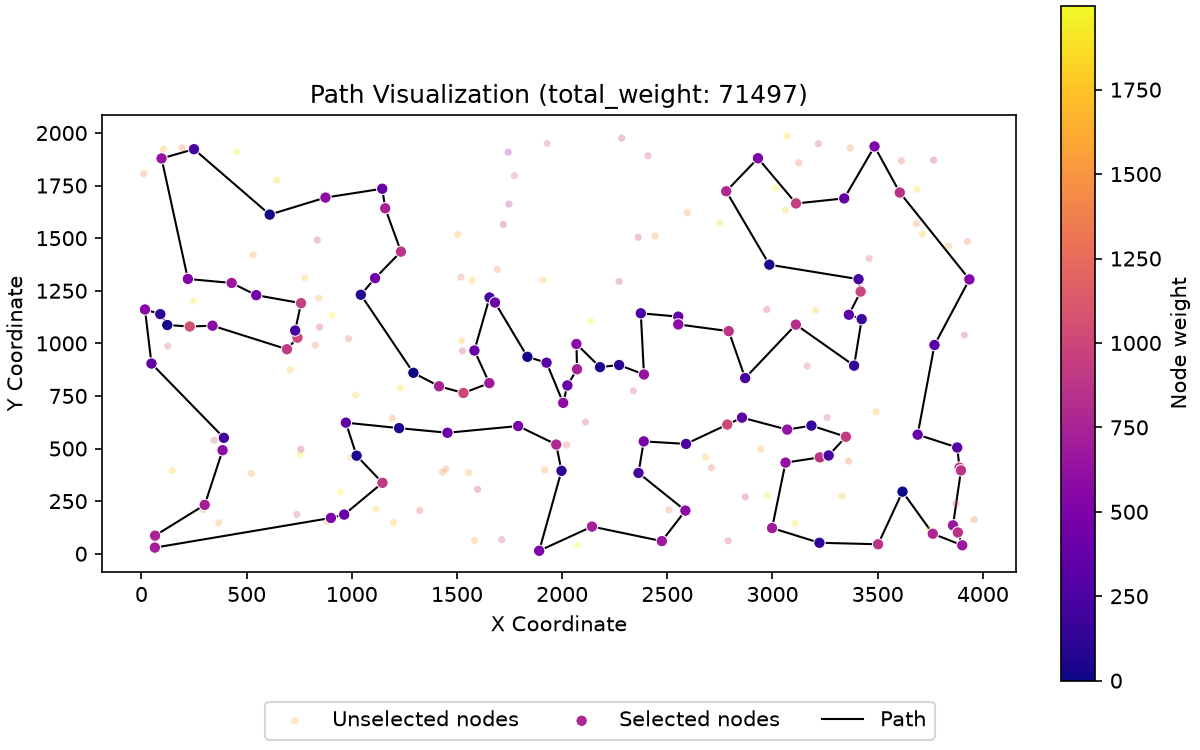 Path Visualization (total_weight: 71497)
2000
1750
1500
1250
1000
750
500
250
0
Y Coordinate
0 500 1000 1500 2000 2500 3000 3500 4000
X Coordinate
1750
1500
1250
1000
750
500
250
0
Node weight
Unselected nodes Selected nodes Path